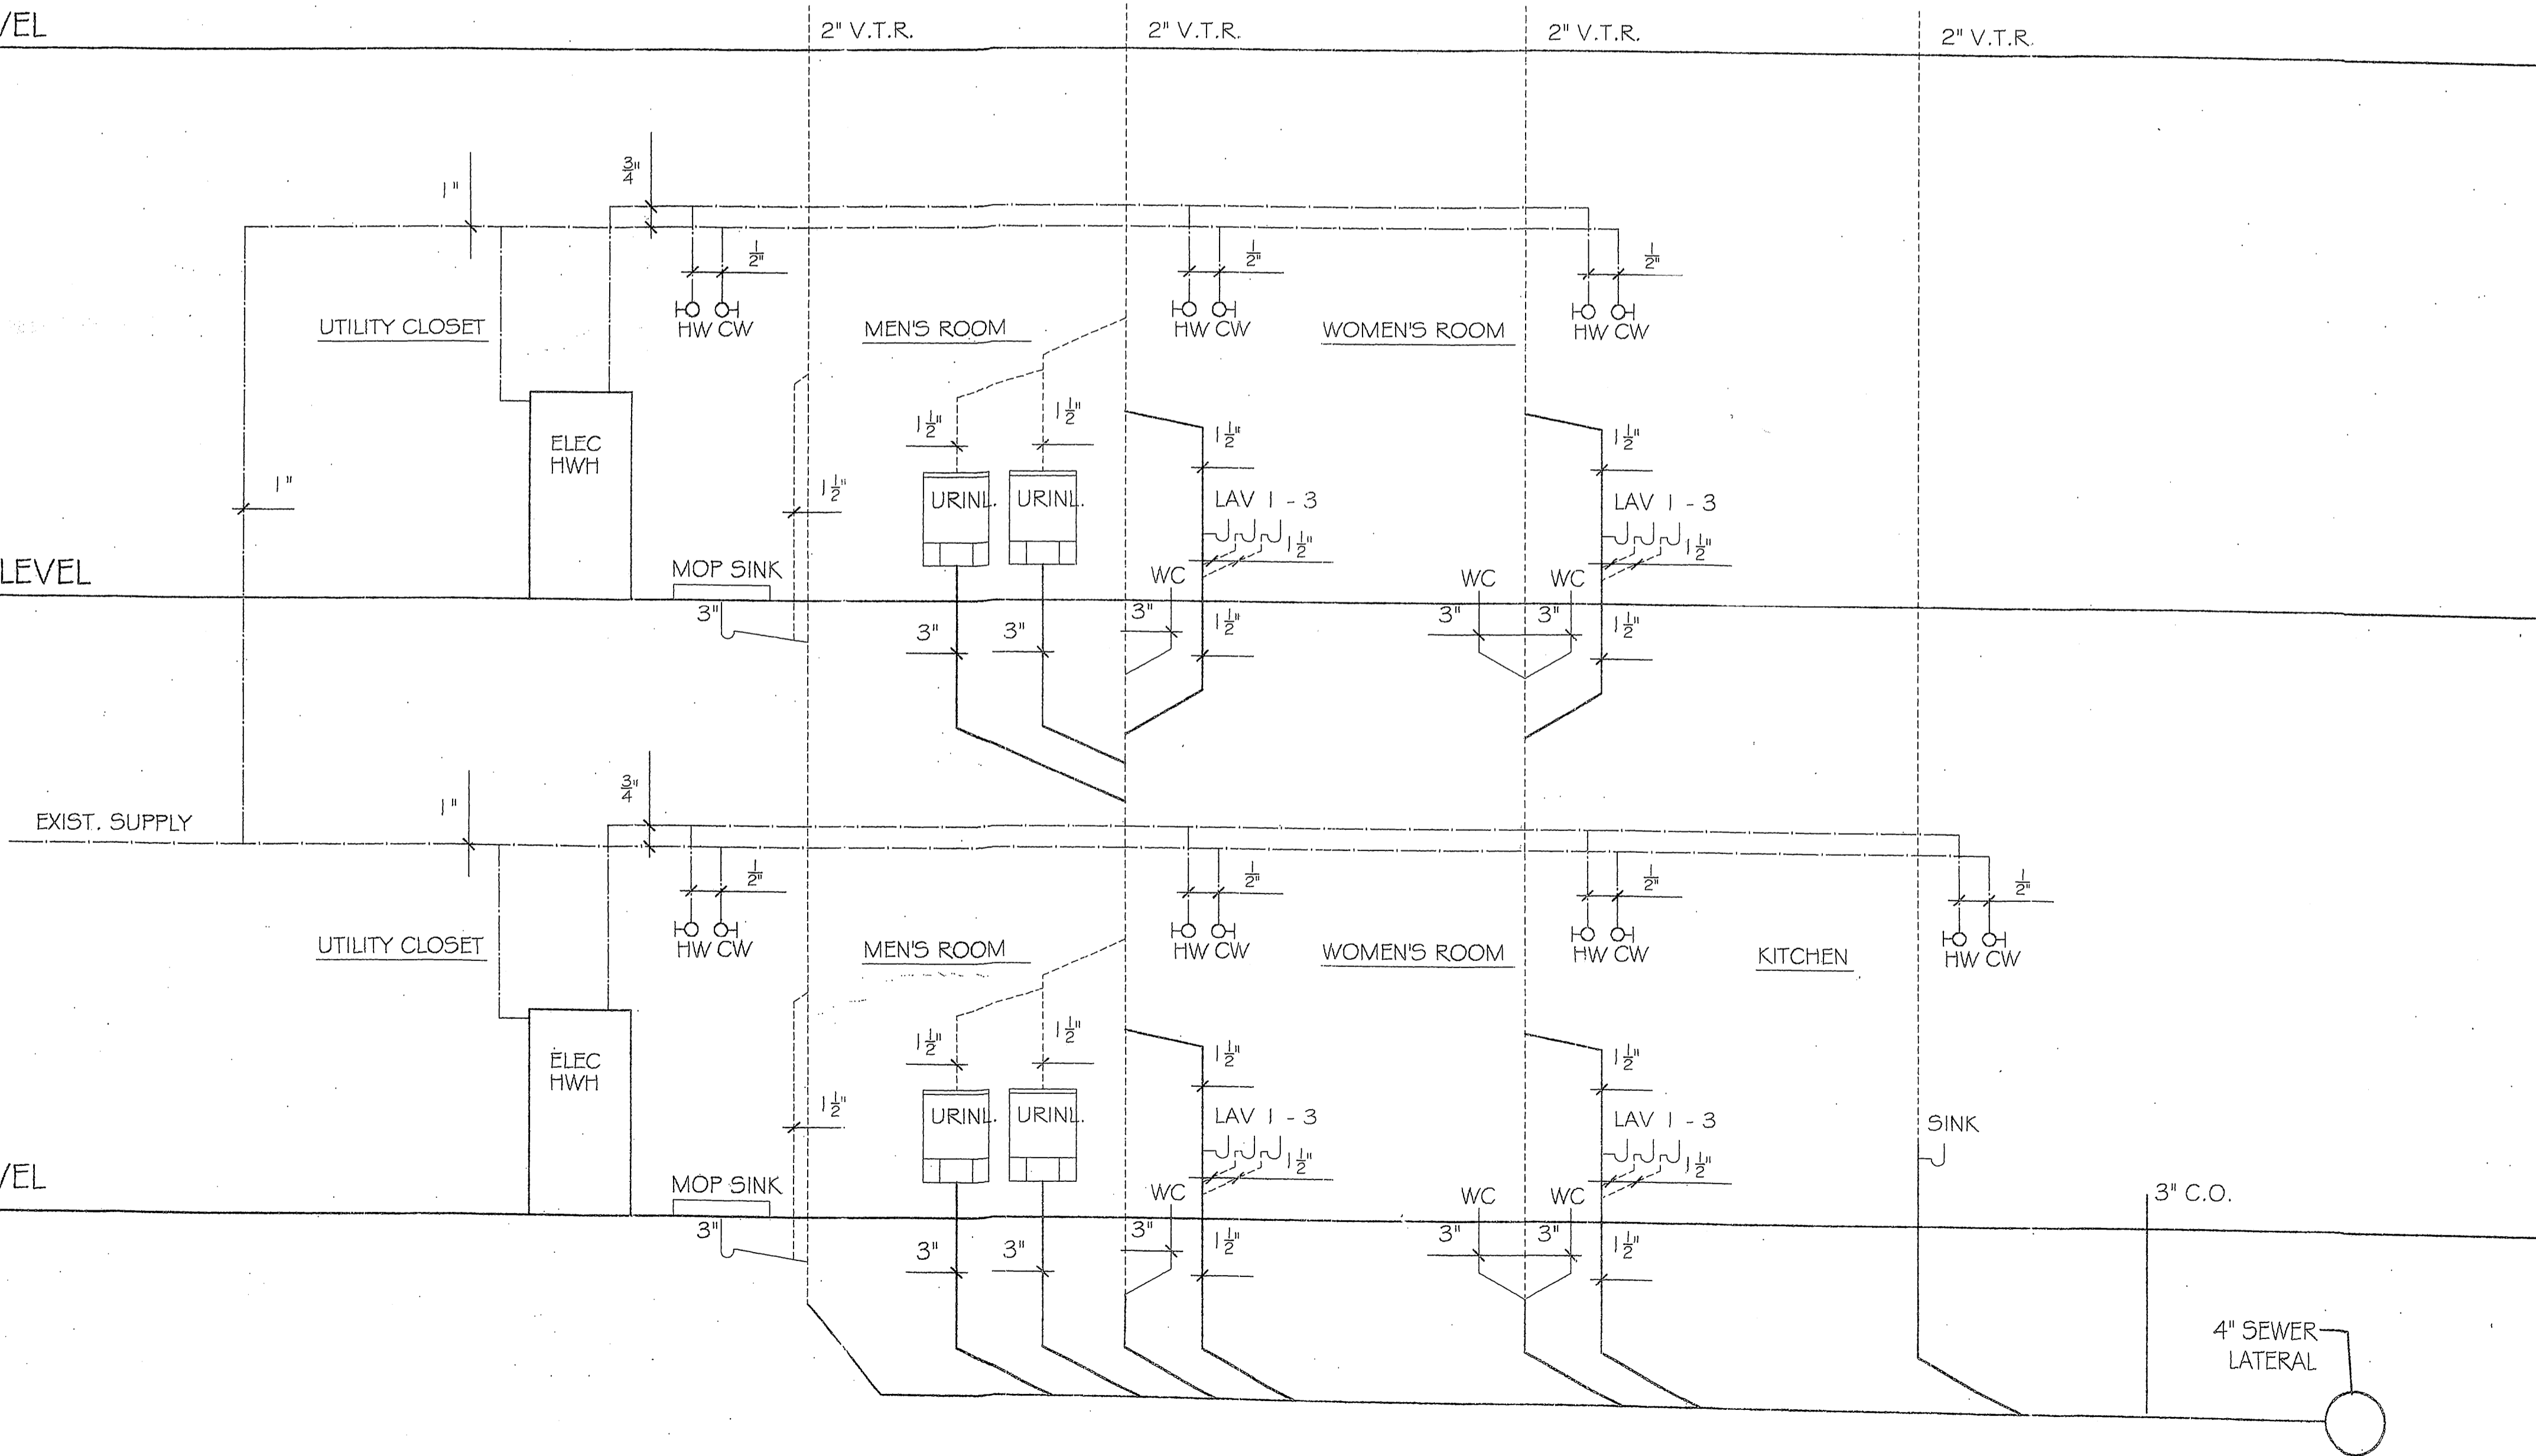 VEL
2" V.T.R.
2" V.T.R.
2" V.T.R.
2" V.T.R.
1"
3/4"
1/2"
1/2"
1/2"
HW CW
HW CW
HW CW
UTILITY CLOSET
MEN'S ROOM
WOMEN'S ROOM
1 1/2"
1 1/2"
1 1/2"
1 1/2"
ELEC
HWH
1"
1 1/2"
URINL.
URINL.
LAV 1 - 3
LAV 1 - 3
1 1/2"
1 1/2"
LEVEL
MOP SINK
WC
WC
WC
3"
3"
3"
3"
3"
3"
1 1/2"
1 1/2"
EXIST. SUPPLY
1"
3/4"
1/2"
1/2"
1/2"
1/2"
HW CW
HW CW
HW CW
HW CW
UTILITY CLOSET
MEN'S ROOM
WOMEN'S ROOM
KITCHEN
1 1/2"
1 1/2"
1 1/2"
1 1/2"
ELEC
HWH
1 1/2"
URINL.
URINL.
LAV 1 - 3
LAV 1 - 3
SINK
1 1/2"
1 1/2"
VEL
MOP SINK
WC
WC
WC
3" C.O.
3"
3"
3"
3"
3"
3"
1 1/2"
1 1/2"
4" SEWER
LATERAL